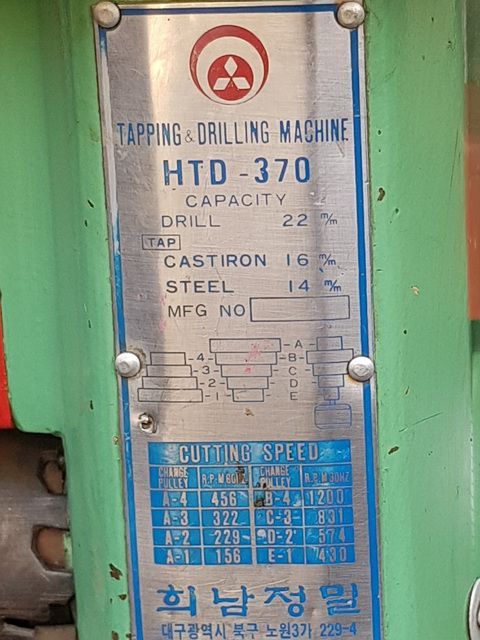 TAPPING & DRILLING MACHINE
HTD-370
CAPACITY
DRILL 22 m/m
TAP
CASTIRON 16 m/m
STEEL 14 m/m
MFG NO
A
4 B
3 C
2 D
1 E
CUTTING SPEED
CHANGE PULLEY R.P.M 60HZ CHANGE PULLEY R.P.M 60HZ
A-4 456 B-4 1200
A-3 322 C-3 831
A-2 229 D-2 574
A-1 156 E-1 430
희남정밀
대구광역시 북구 노원3가 229-4